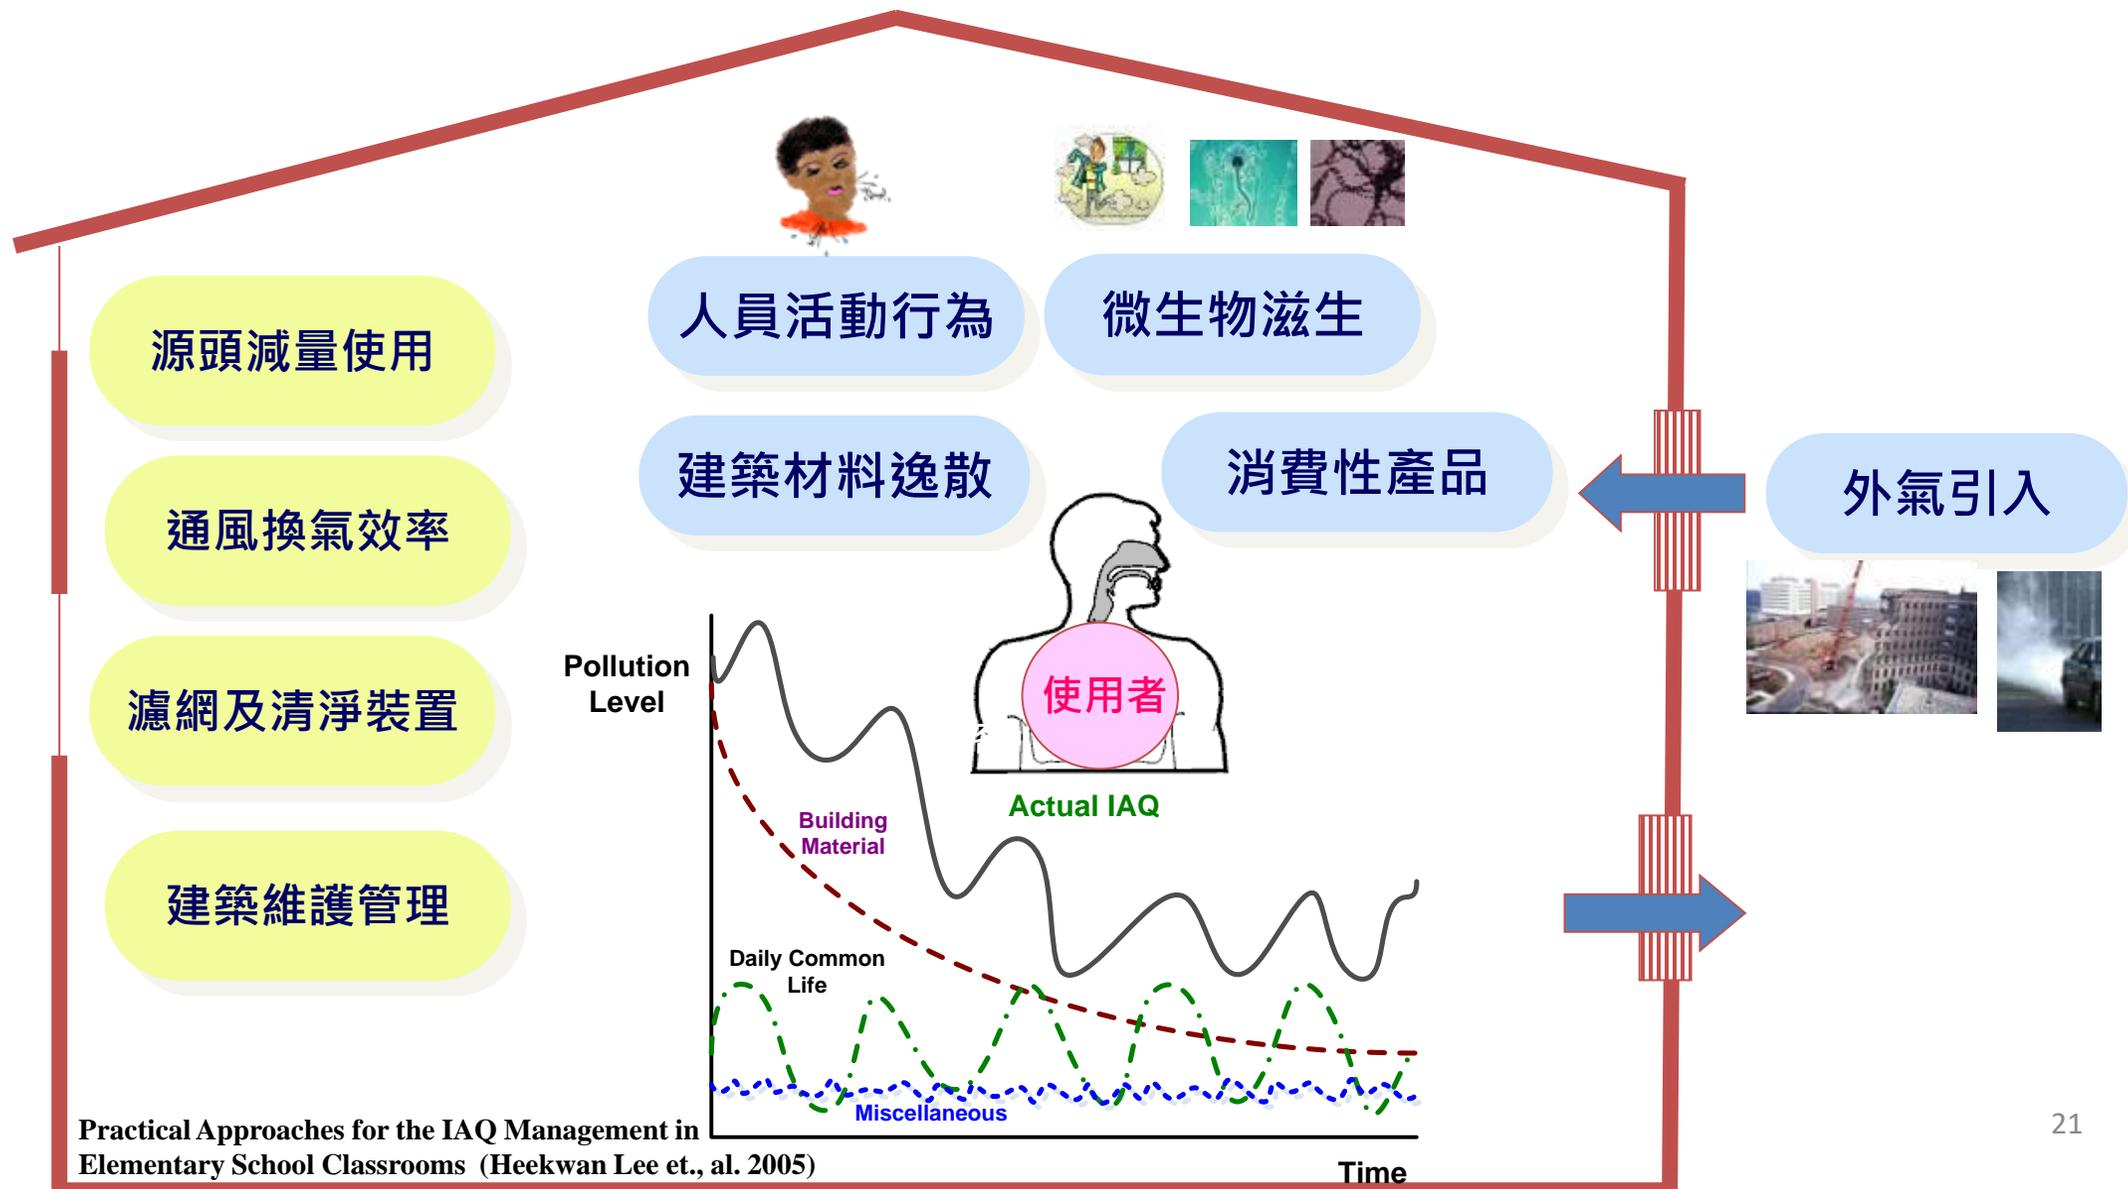 人員活動行為
微生物滋生
源頭減量使用
建築材料逸散
消費性產品
外氣引入
通風換氣效率
濾網及清淨裝置
建築維護管理
使用者
Pollution
Level
Actual IAQ
Building
Material
Daily Common
Life
Miscellaneous
Time
Practical Approaches for the IAQ Management in
Elementary School Classrooms (Heekwan Lee et., al. 2005)
21